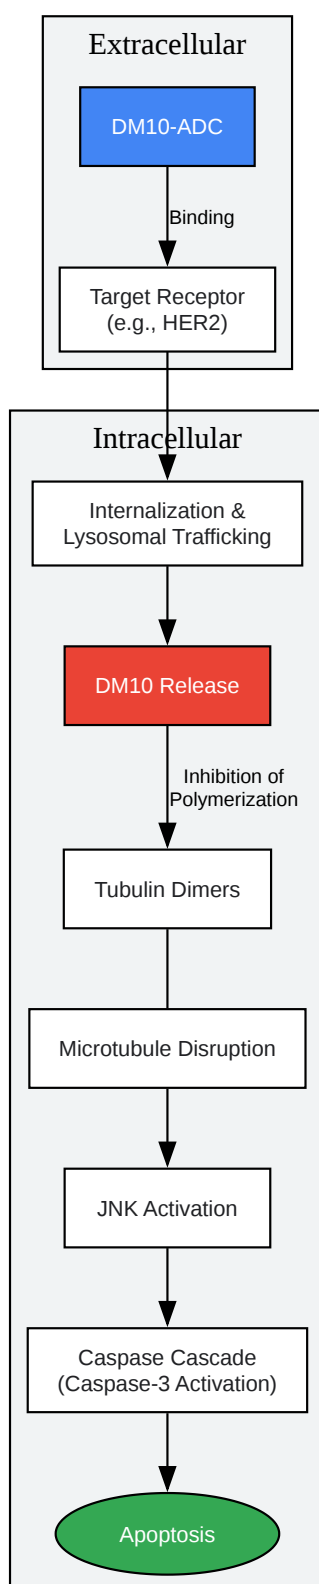 Extracellular
DM10-ADC
Binding
Target Receptor
(e.g., HER2)
Intracellular
Internalization &
Lysosomal Trafficking
DM10 Release
Inhibition of
Polymerization
Tubulin Dimers
Microtubule Disruption
JNK Activation
Caspase Cascade
(Caspase-3 Activation)
Apoptosis